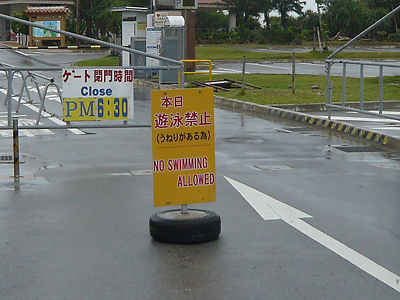 ゲート閉門時間
Close
PM6:30
本日
遊泳禁止
(うねりがある為)
NO SWIMMING
ALLOWED